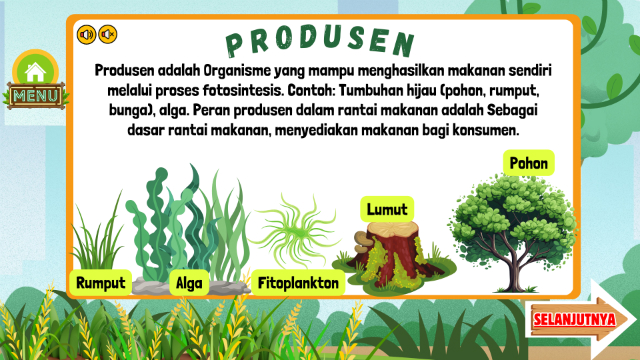 PRODUSEN
Produsen adalah Organisme yang mampu menghasilkan makanan sendiri
melalui proses fotosintesis. Contoh: Tumbuhan hijau (pohon, rumput,
bunga), alga. Peran produsen dalam rantai makanan adalah Sebagai
dasar rantai makanan, menyediakan makanan bagi konsumen.
MENU
Pohon
Lumut
Rumput
Alga
Fitoplankton
SELANJUTNYA